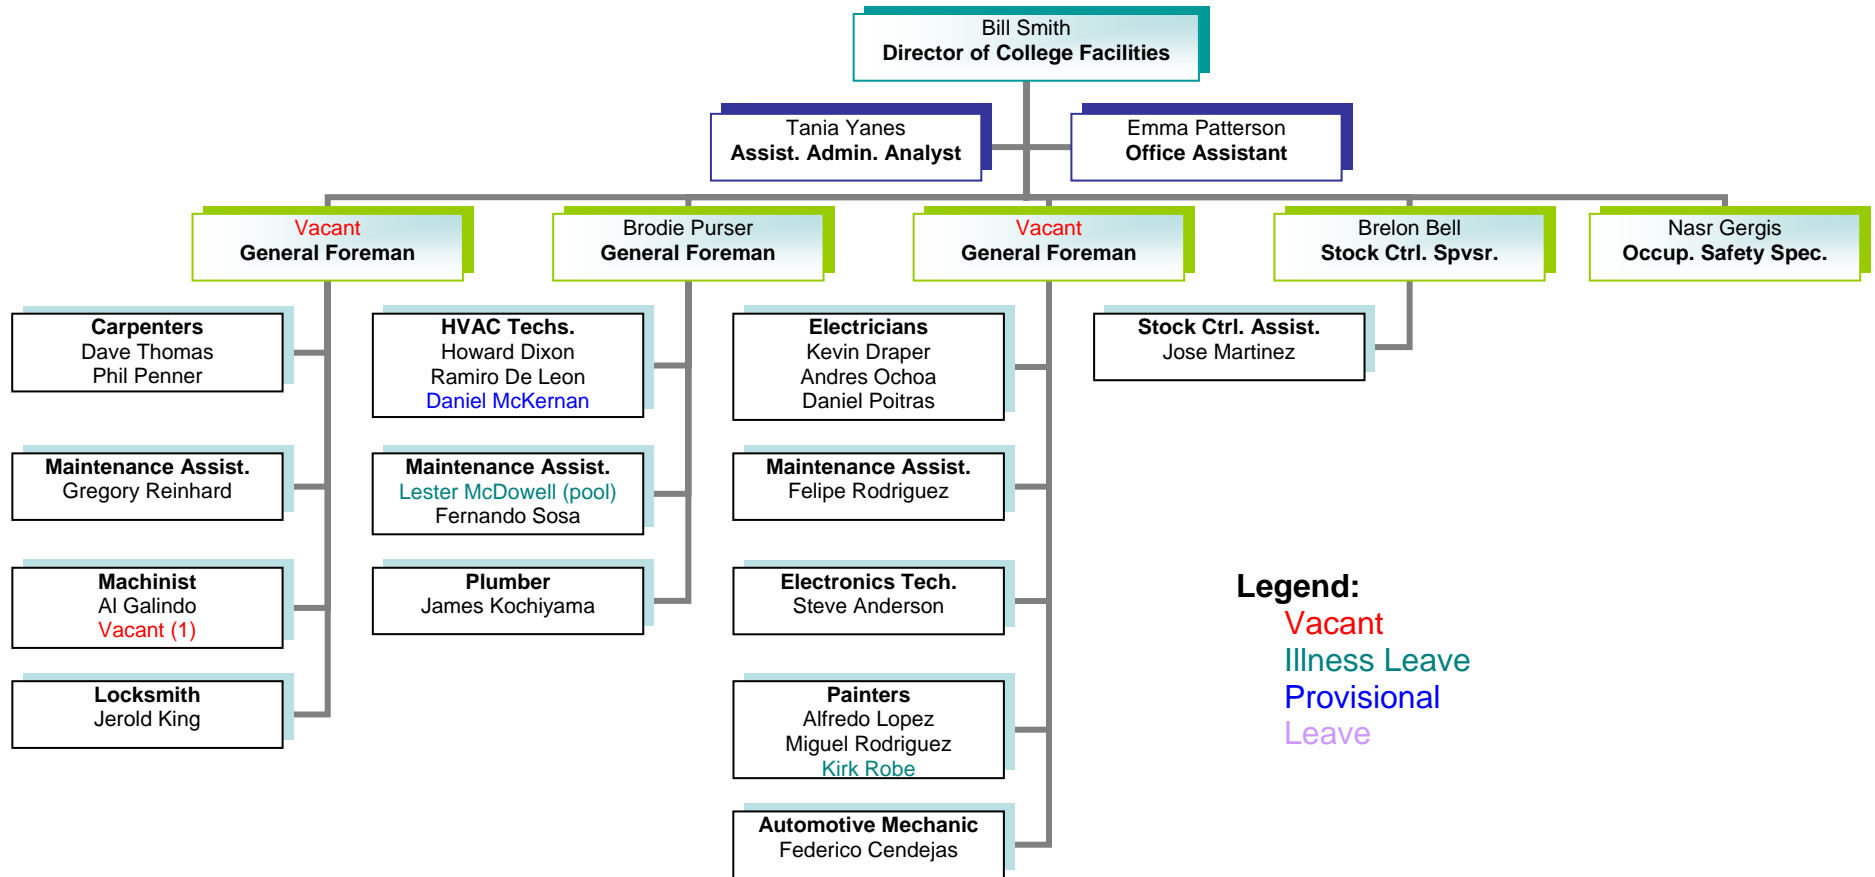 Bill Smith
Director of College Facilities
Tania Yanes
Assist. Admin. Analyst
Emma Patterson
Office Assistant
Vacant
General Foreman
Brodie Purser
General Foreman
Vacant
General Foreman
Brelon Bell
Stock Ctrl. Spvsr.
Nasr Gergis
Occup. Safety Spec.
Carpenters
Dave Thomas
Phil Penner
Maintenance Assist.
Gregory Reinhard
Machinist
Al Galindo
Vacant (1)
Locksmith
Jerold King
HVAC Techs.
Howard Dixon
Ramiro De Leon
Daniel McKernan
Maintenance Assist.
Lester McDowell (pool)
Fernando Sosa
Plumber
James Kochiyama
Electricians
Kevin Draper
Andres Ochoa
Daniel Poitras
Maintenance Assist.
Felipe Rodriguez
Electronics Tech.
Steve Anderson
Painters
Alfredo Lopez
Miguel Rodriguez
Kirk Robe
Automotive Mechanic
Federico Cendejas
Stock Ctrl. Assist.
Jose Martinez
Legend:
Vacant
Illness Leave
Provisional
Leave